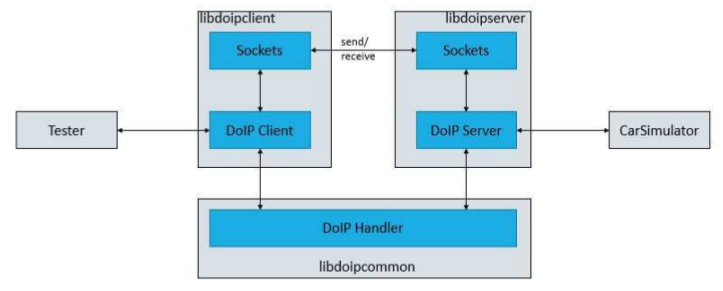 libdoipclient
libdoipserver
Sockets
send/
receive
Sockets
Tester
DoIP Client
DoIP Server
CarSimulator
DoIP Handler
libdoipcommon